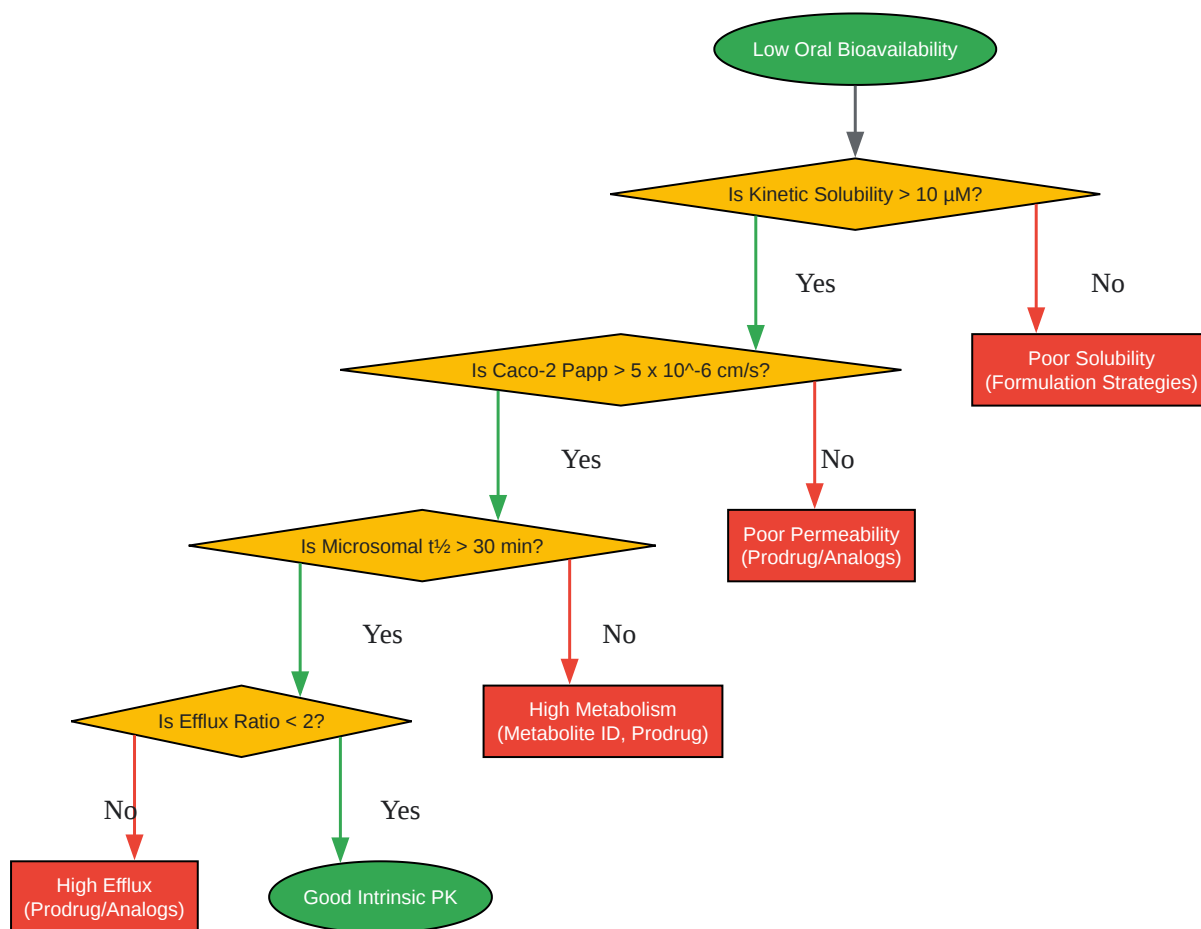 Low Oral Bioavailability
Is Kinetic Solubility > 10 µM?
Yes
No
Poor Solubility
(Formulation Strategies)
Is Caco-2 Papp > 5 x 10^-6 cm/s?
Yes
No
Poor Permeability
(Prodrug/Analogs)
Is Microsomal t½ > 30 min?
Yes
No
High Metabolism
(Metabolite ID, Prodrug)
Is Efflux Ratio < 2?
No
Yes
High Efflux
(Prodrug/Analogs)
Good Intrinsic PK